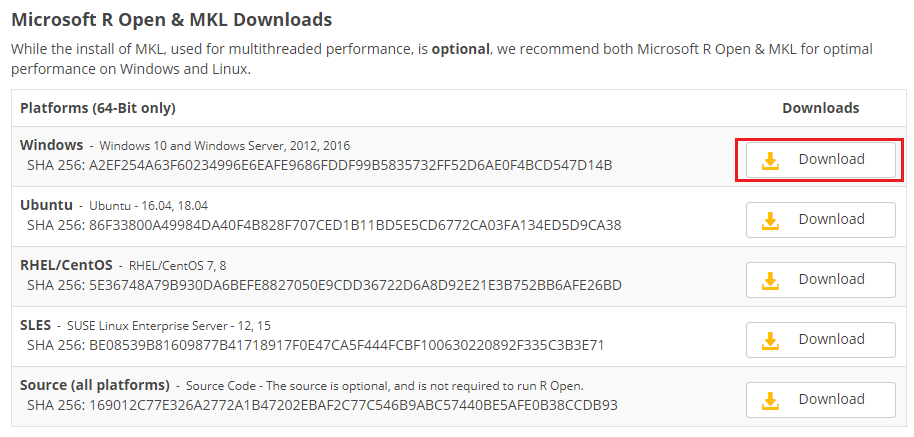 Microsoft R Open & MKL Downloads
While the install of MKL, used for multithreaded performance, is optional, we recommend both Microsoft R Open & MKL for optimal
performance on Windows and Linux.
Platforms (64-Bit only) Downloads
Windows - Windows 10 and Windows Server, 2012, 2016
SHA 256: A2EF254A63F60234996E6EAFE9686FDDF99B5835732FF52D6AE0F4BCD547D14B
Download
Ubuntu - Ubuntu - 16.04, 18.04
SHA 256: 86F33800A49984DA40F4B828F707CED1B11BD5E5CD6772CA03FA134ED5D9CA38
Download
RHEL/CentOS - RHEL/CentOS 7, 8
SHA 256: 5E36748A79B930DA6BEFE8827050E9CDD36722D6A8D92E21E3B752BB6AFE26BD
Download
SLES - SUSE Linux Enterprise Server - 12, 15
SHA 256: BE08539B81609877B41718917F0E47CA5F444FCBF100630220892F335C3B3E71
Download
Source (all platforms) - Source Code - The source is optional, and is not required to run R Open.
SHA 256: 169012C77E326A2772A1B47202EBAF2C77C546B9ABC57440BE5AFE0B38CCDB93
Download